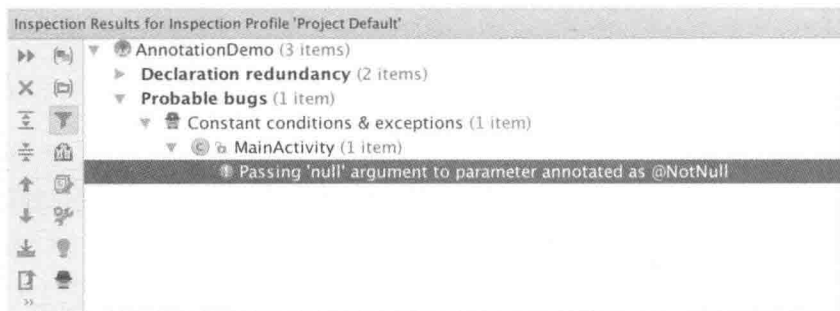 Inspection Results for Inspection Profile 'Project Default'
AnnotationDemo (3 items)
Declaration redundancy (2 items)
Probable bugs (1 item)
Constant conditions & exceptions (1 item)
MainActivity (1 item)
Passing 'null' argument to parameter annotated as @NotNull